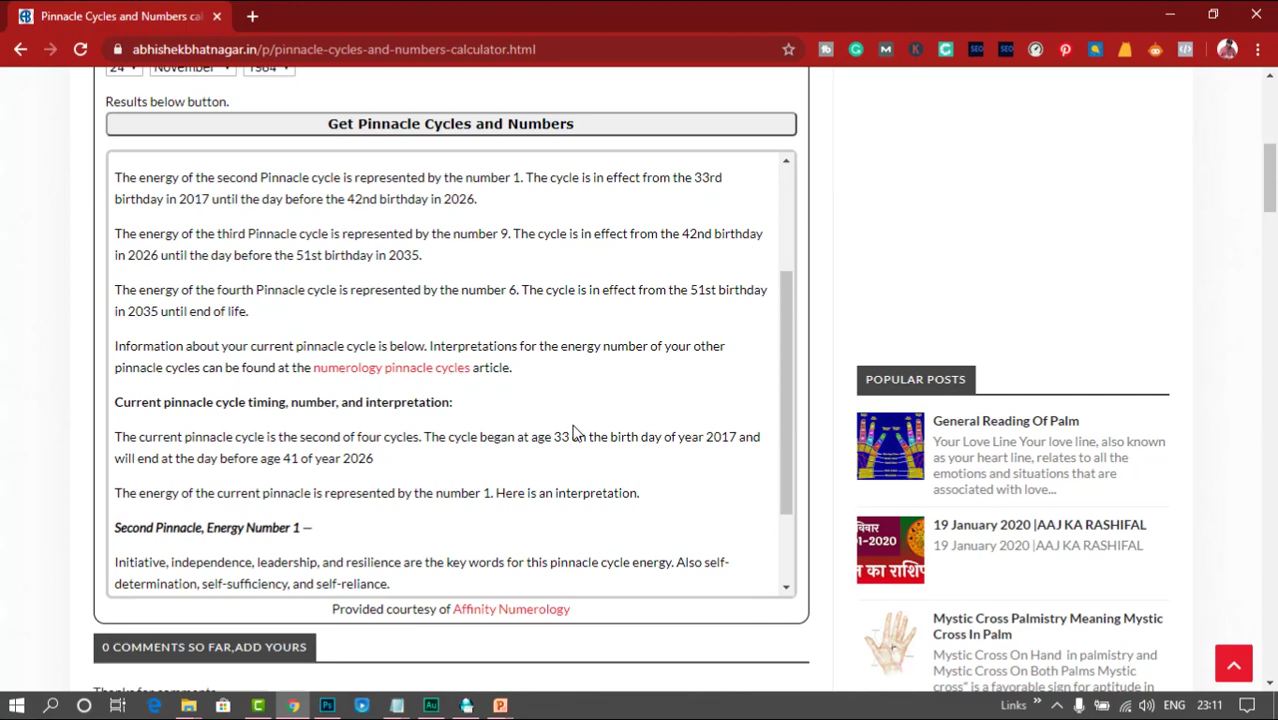 Pinnacle Cycles and Numbers ca
abhishekbhatnagar.in/p/pinnacle-cycles-and-numbers-calculator.html
24 November 1984
Results below button.
Get Pinnacle Cycles and Numbers
The energy of the second Pinnacle cycle is represented by the number 1. The cycle is in effect from the 33rd
birthday in 2017 until the day before the 42nd birthday in 2026.
The energy of the third Pinnacle cycle is represented by the number 9. The cycle is in effect from the 42nd birthday
in 2026 until the day before the 51st birthday in 2035.
The energy of the fourth Pinnacle cycle is represented by the number 6. The cycle is in effect from the 51st birthday
in 2035 until end of life.
Information about your current pinnacle cycle is below. Interpretations for the energy number of your other
pinnacle cycles can be found at the numerology pinnacle cycles article.
Current pinnacle cycle timing, number, and interpretation:
The current pinnacle cycle is the second of four cycles. The cycle began at age 33 on the birth day of year 2017 and
will end at the day before age 41 of year 2026
The energy of the current pinnacle is represented by the number 1. Here is an interpretation.
Second Pinnacle, Energy Number 1 —
Initiative, independence, leadership, and resilience are the key words for this pinnacle cycle energy. Also self-
determination, self-sufficiency, and self-reliance.
Provided courtesy of Affinity Numerology
0 COMMENTS SO FAR,ADD YOURS
Thanks for comments
POPULAR POSTS
General Reading Of Palm
Your Love Line Your love line, also known
as your heart line, relates to all the
emotions and situations that are
associated with love...
19 January 2020 |AAJ KA RASHIFAL
19 January 2020 |AAJ KA RASHIFAL
Mystic Cross Palmistry Meaning Mystic
Cross In Palm
Mystic Cross On Hand in palmistry and
Mystic Cross On Both Palms Mystic
cross" is a favorable sign for aptitude in
Links
ENG
23:11